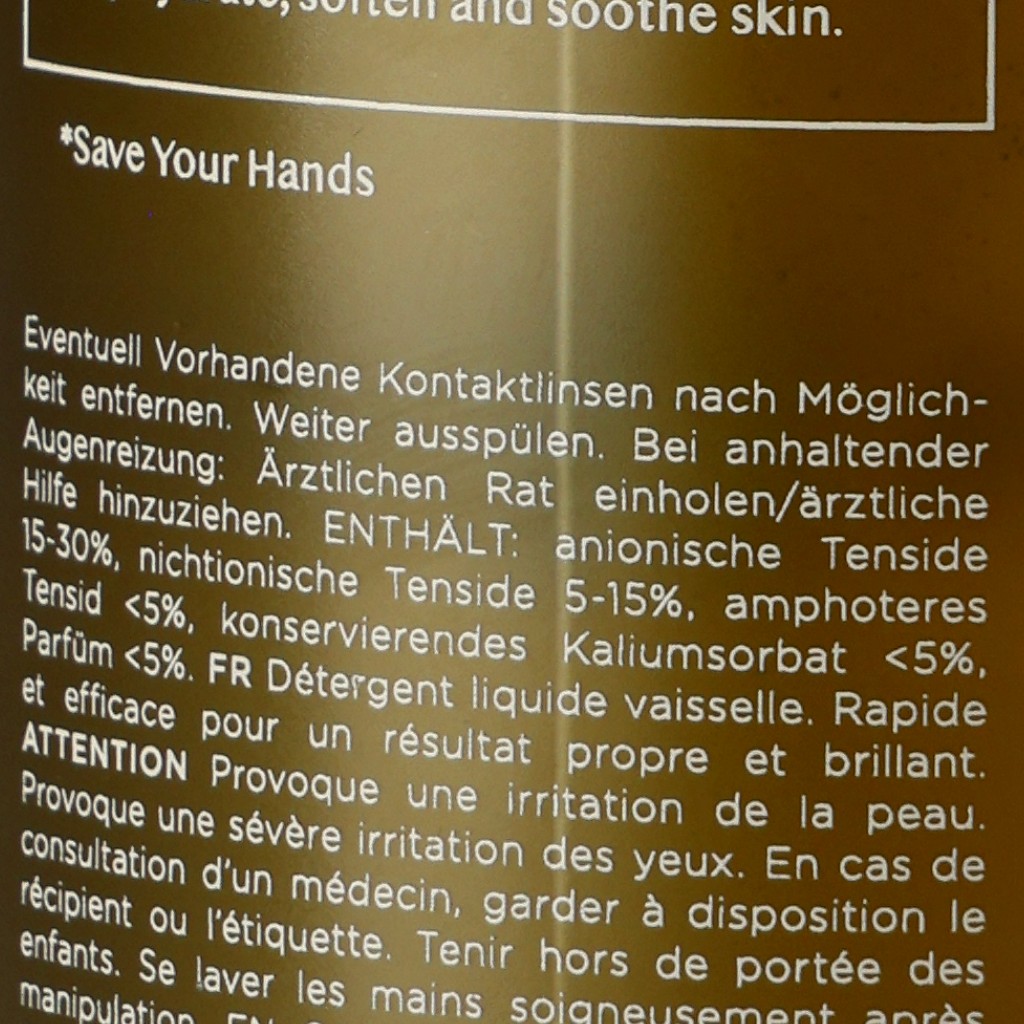 soften and soothe skin.
*Save Your Hands
Eventuell Vorhandene Kontaktlinsen nach Möglich-
keit entfernen. Weiter ausspülen. Bei anhaltender
Augenreizung: Ärztlichen Rat einholen/ärztliche
Hilfe hinzuziehen. ENTHÄLT: anionische Tenside
15-30%, nichtionische Tenside 5-15%, amphoteres
Tensid <5%, konservierendes Kaliumsorbat <5%,
Parfüm <5%. FR Détergent liquide vaisselle. Rapide
et efficace pour un résultat propre et brillant.
ATTENTION Provoque une irritation de la peau.
Provoque une sévère irritation des yeux. En cas de
consultation d'un médecin, garder à disposition le
récipient ou l'étiquette. Tenir hors de portée des
enfants. Se laver les mains soigneusement après
manipulation.